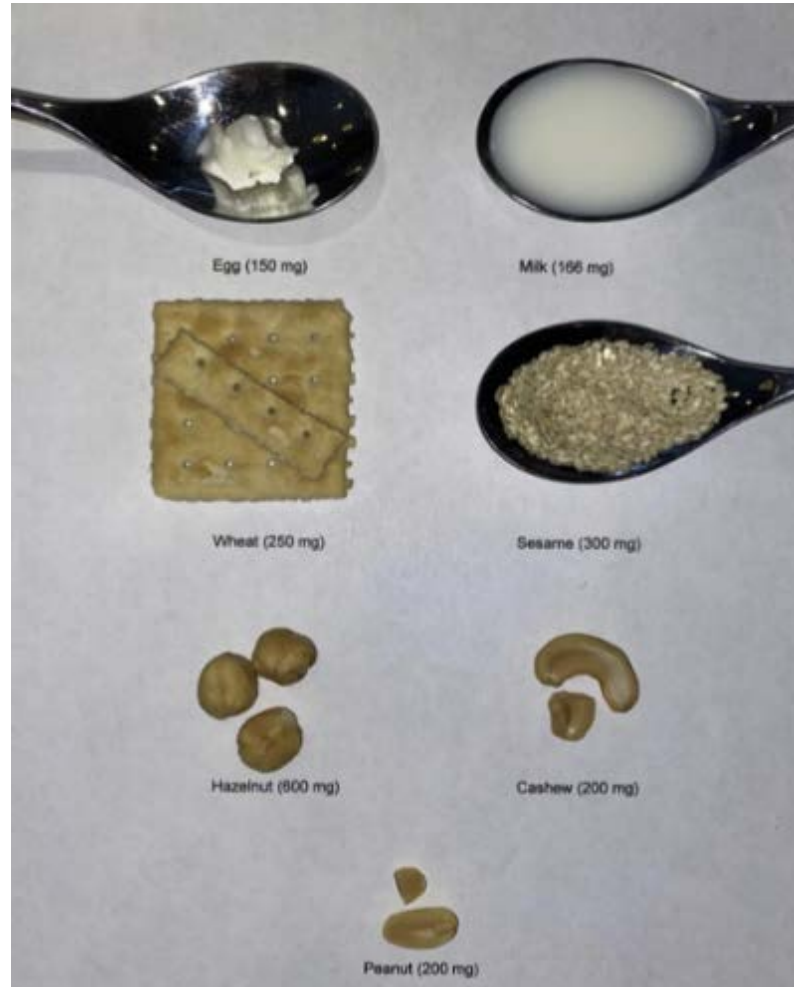 Egg (150 mg)
Milk (166 mg)
Wheat (250 mg)
Sesame (300 mg)
Hazelnut (600 mg)
Cashew (200 mg)
Peanut (200 mg)